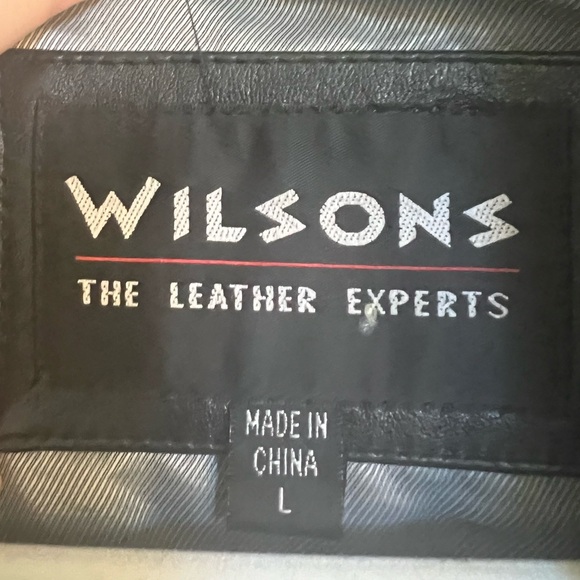 WILSONS
THE LEATHER EXPERTS
MADE IN
CHINA
L